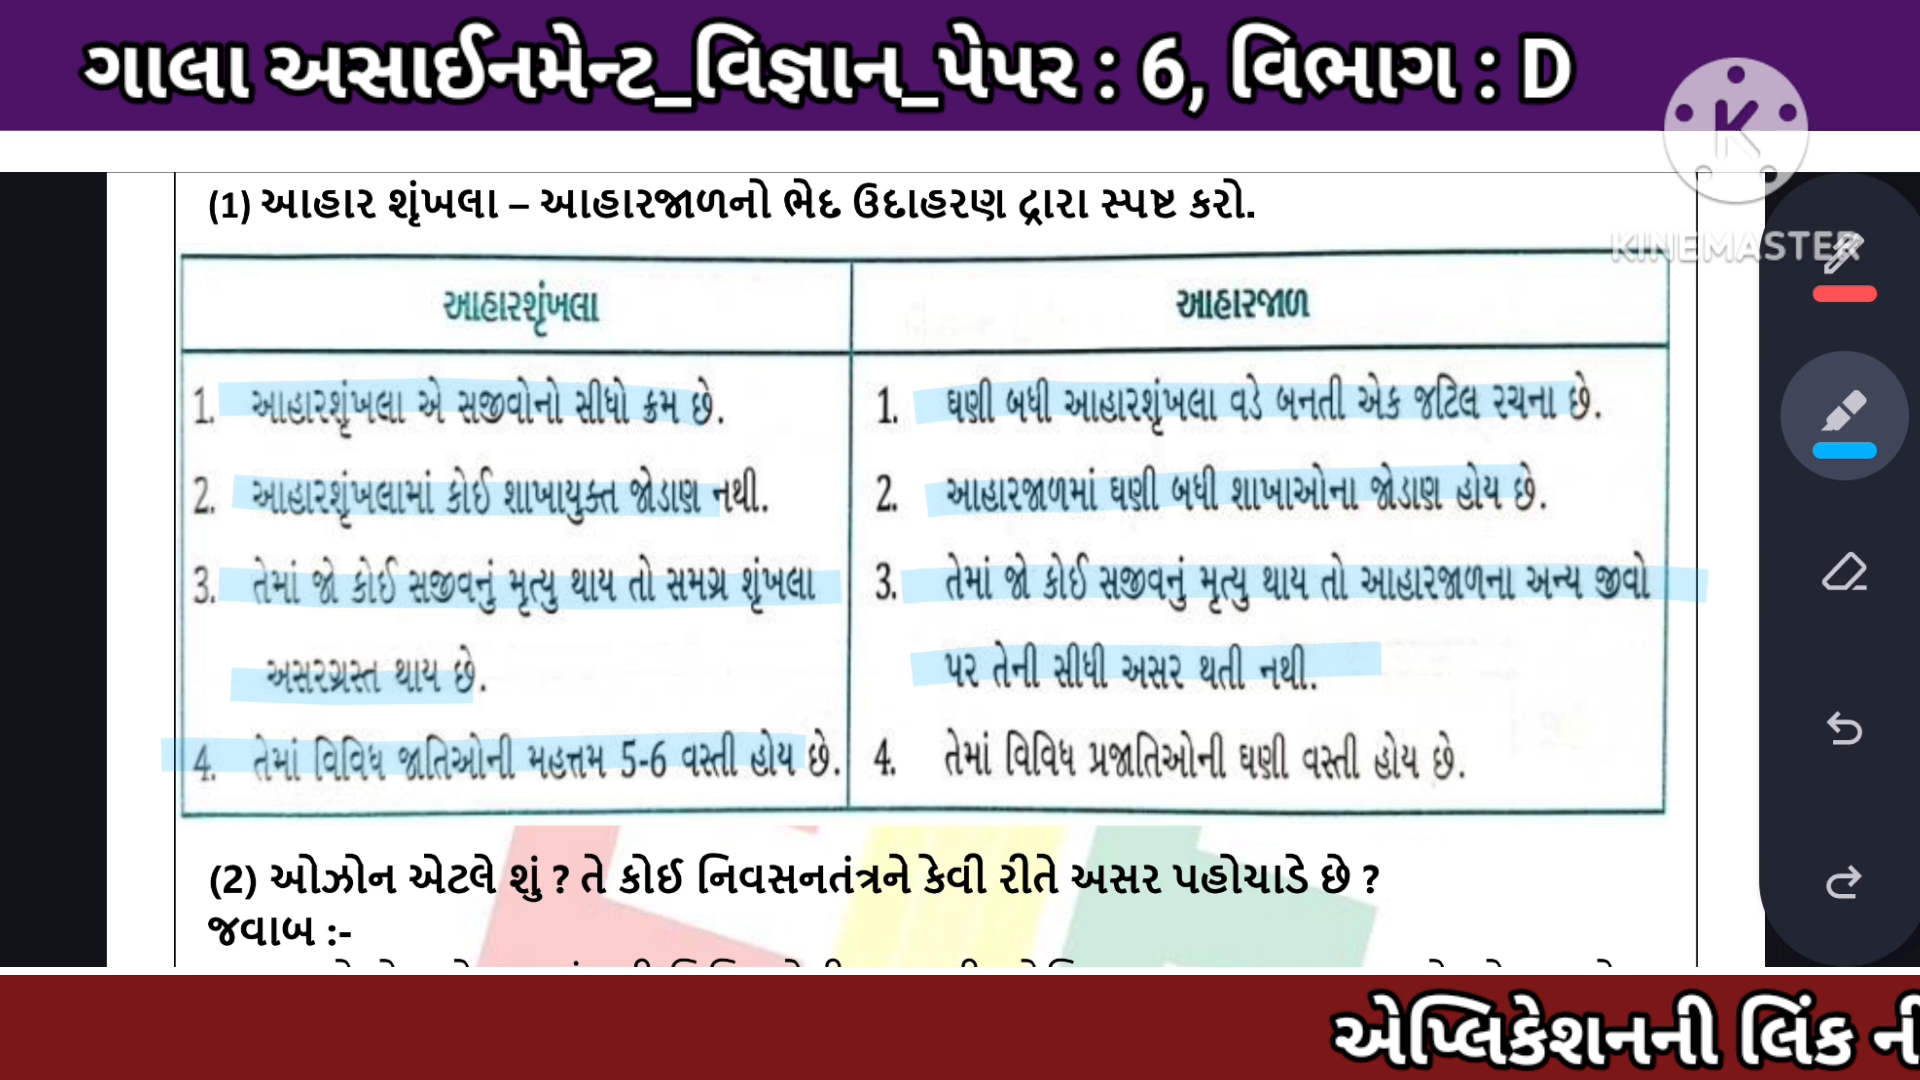 ગાલા અસાઈનમેન્ટ_વિજ્ઞાન_પેપર : 6, વિભાગ : D
K
KINEMASTER
(1) આહાર શૃંખલા – આહારજાળનો ભેદ ઉદાહરણ દ્વારા સ્પષ્ટ કરો.
આહારશૃંખલા
આહારજાળ
1. આહારશૃંખલા એ સજીવોનો સીધો ક્રમ છે.
1. ઘણી બધી આહારશૃંખલા વડે બનતી એક જટિલ રચના છે.
2. આહારશૃંખલામાં કોઈ શાખાયુક્ત જોડાણ નથી.
2. આહારજાળમાં ઘણી બધી શાખાઓના જોડાણ હોય છે.
3. તેમાં જો કોઈ સજીવનું મૃત્યુ થાય તો સમગ્ર શૃંખલા
અસરગ્રસ્ત થાય છે.
3. તેમાં જો કોઈ સજીવનું મૃત્યુ થાય તો આહારજાળના અન્ય જીવો
પર તેની સીધી અસર થતી નથી.
4. તેમાં વિવિધ જાતિઓની મહત્તમ 5-6 વસ્તી હોય છે.
4. તેમાં વિવિધ પ્રજાતિઓની ઘણી વસ્તી હોય છે.
(2) ઓઝોન એટલે શું ? તે કોઈ નિવસનતંત્રને કેવી રીતે અસર પહોચાડે છે ?
જવાબ :-
એપ્લિકેશનની લિંક ની